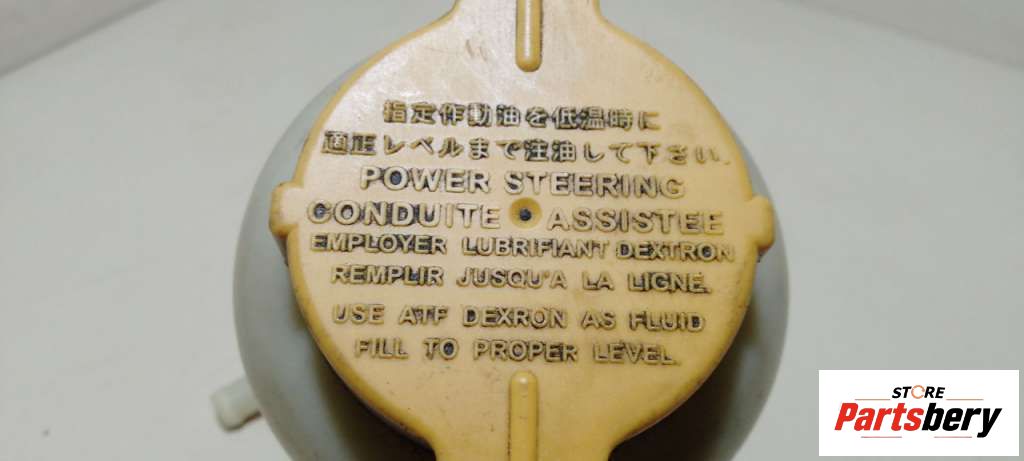 指定作動油を低温時に
適正レベルまで注油して下さい.
POWER STEERING
CONDUITE ASSISTEE
EMPLOYER LUBRIFIANT DEXTRON
REMPLIR JUSQU'A LA LIGNE.
USE ATF DEXRON AS FLUID
FILL TO PROPER LEVEL.
STORE
Partsbery